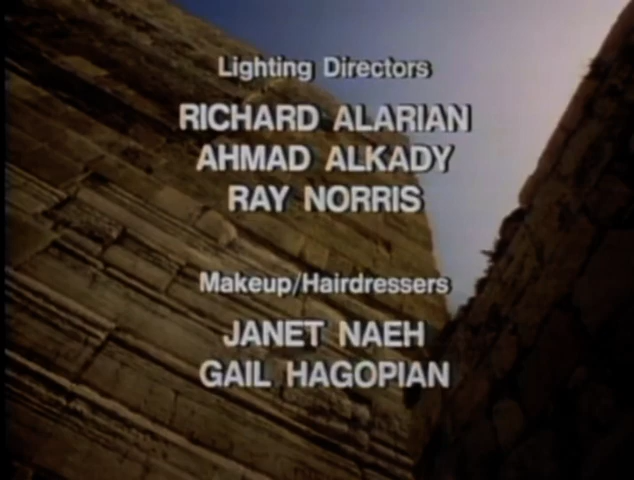 Lighting Directors
RICHARD ALARIAN
AHMAD ALKADY
RAY NORRIS
Makeup/Hairdressers
JANET NAEH
GAIL HAGOPIAN